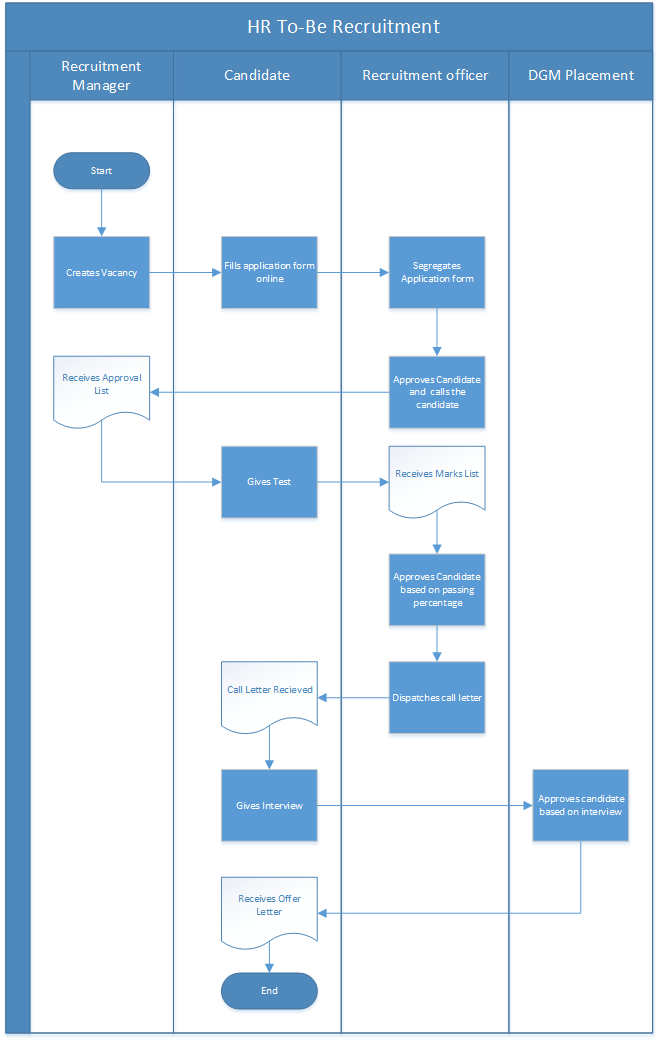 HR To-Be Recruitment
Recruitment
Manager
Candidate
Recruitment officer
DGM Placement
Start
Creates Vacancy
Fills application form
online
Segregates
Application form
Receives Approval
List
Approves Candidate
and calls the
candidate
Gives Test
Receives Marks List
Approves Candidate
based on passing
percentage
Call Letter Recieved
Dispatches call letter
Gives Interview
Approves candidate
based on interview
Receives Offer
Letter
End